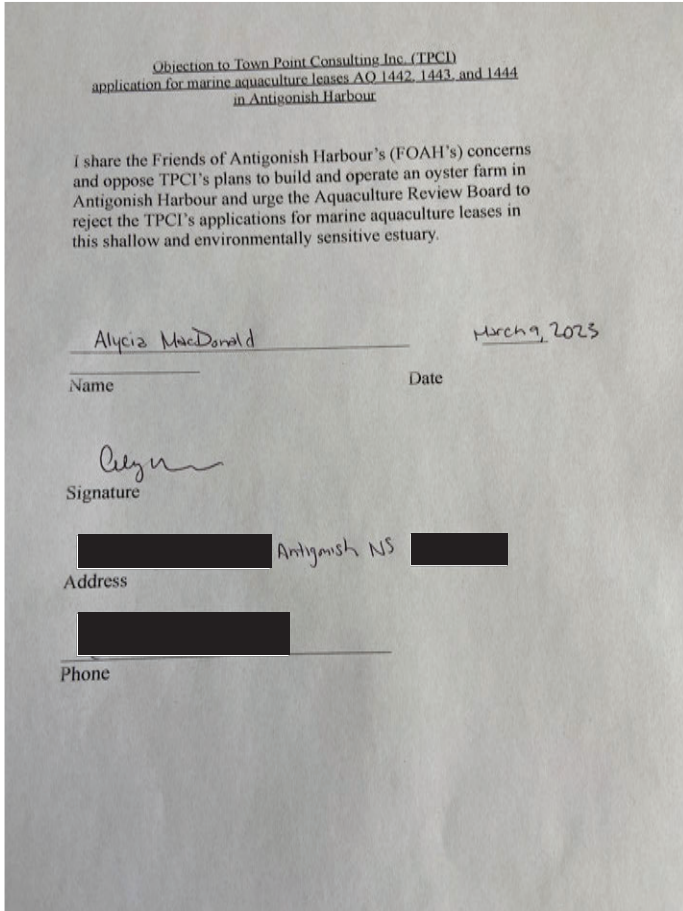 Objection to Town Point Consulting Inc. (TPCI)
application for marine aquaculture leases AQ 1442, 1443, and 1444
in Antigonish Harbour
I share the Friends of Antigonish Harbour's (FOAH's) concerns
and oppose TPCI's plans to build and operate an oyster farm in
Antigonish Harbour and urge the Aquaculture Review Board to
reject the TPCI's applications for marine aquaculture leases in
this shallow and environmentally sensitive estuary.
Alycia MacDonald March 9, 2023
Name Date
Signature
Antigonish NS
Address
Phone